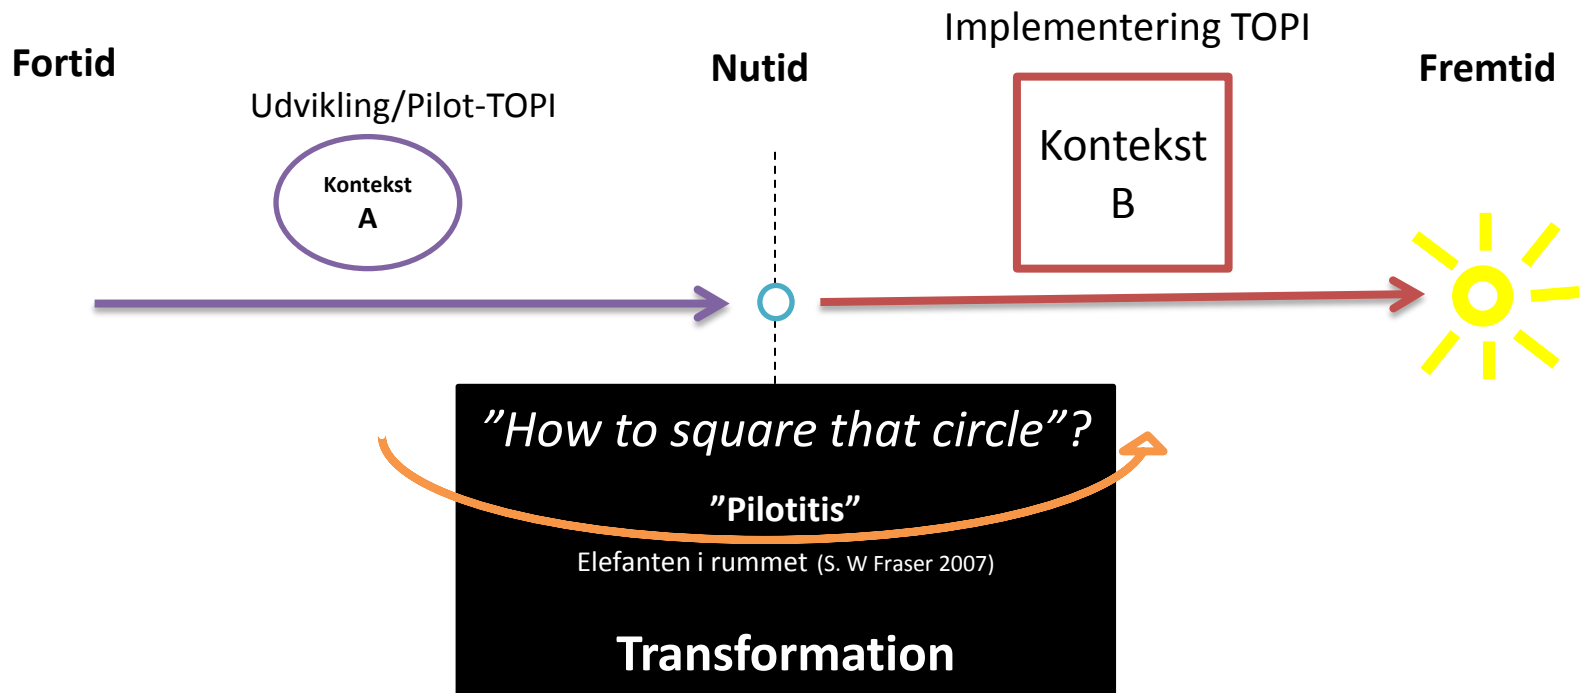 Fortid
Nutid
Implementering TOPI
Fremtid
Udvikling/Pilot-TOPI
Kontekst
A
Kontekst
B
”How to square that circle”?
”Pilotitis”
Elefanten i rummet (S. W Fraser 2007)
Transformation